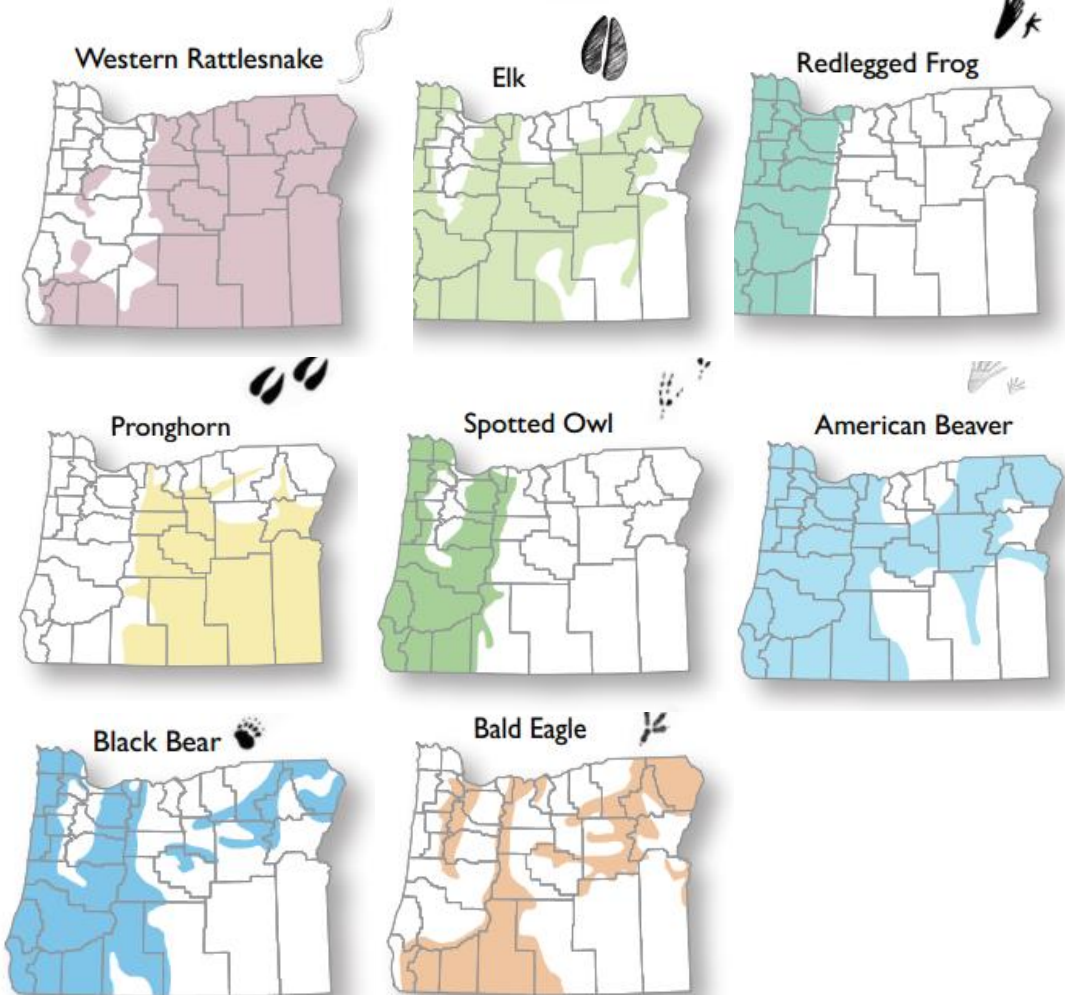 Western Rattlesnake
Elk
Redlegged Frog
Pronghorn
Spotted Owl
American Beaver
Black Bear
Bald Eagle